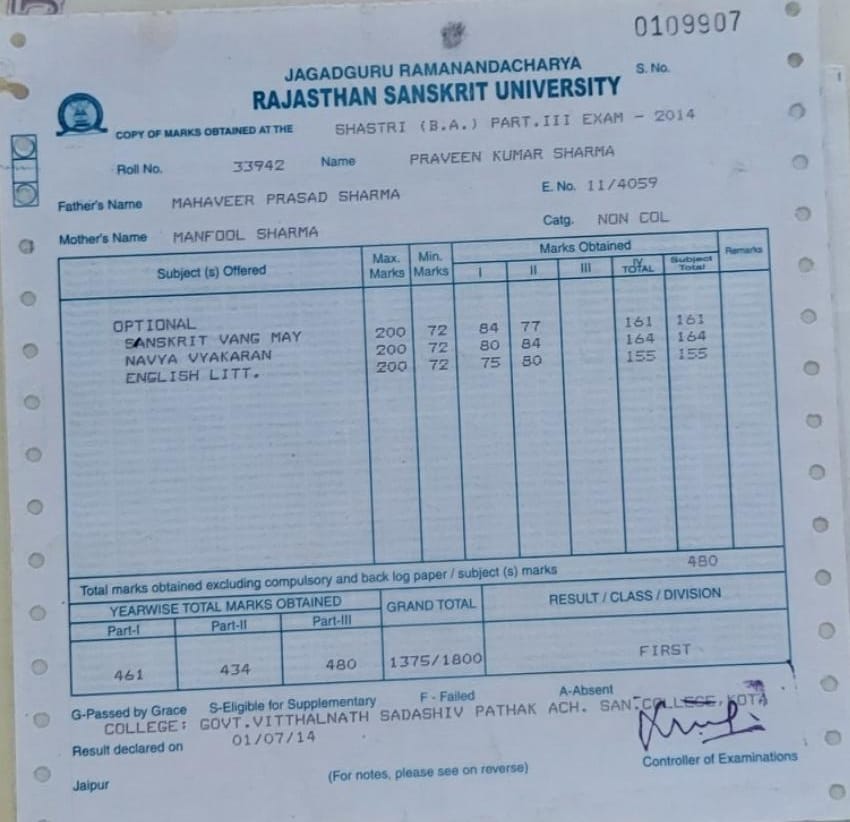 0109907
S. No.
JAGADGURU RAMANANDACHARYA
RAJASTHAN SANSKRIT UNIVERSITY
COPY OF MARKS OBTAINED AT THE SHASTRI (B.A.) PART.III EXAM - 2014
Roll No. 33942 Name PRAVEEN KUMAR SHARMA
Father's Name MAHAVEER PRASAD SHARMA E. No. 11/4059
Mother's Name MANFOOL SHARMA Catg. NON COL
Subject (s) Offered Max. Marks Min. Marks Marks Obtained Remarks
I II III IV TOTAL Subject Total
OPTIONAL
SANSKRIT VANG MAY 200 72 84 77 161 161
NAVYA VYAKARAN 200 72 80 84 164 164
ENGLISH LITT. 200 72 75 80 155 155
Total marks obtained excluding compulsory and back log paper / subject (s) marks 480
YEARWISE TOTAL MARKS OBTAINED GRAND TOTAL RESULT / CLASS / DIVISION
Part-I Part-II Part-III
461 434 480 1375/1800 FIRST
G-Passed by Grace S-Eligible for Supplementary F - Failed A-Absent
COLLEGE: GOVT.VITTHALNATH SADASHIV PATHAK ACH. SAN.COLLEGE, KOTA
Result declared on 01/07/14
Controller of Examinations
Jaipur (For notes, please see on reverse)